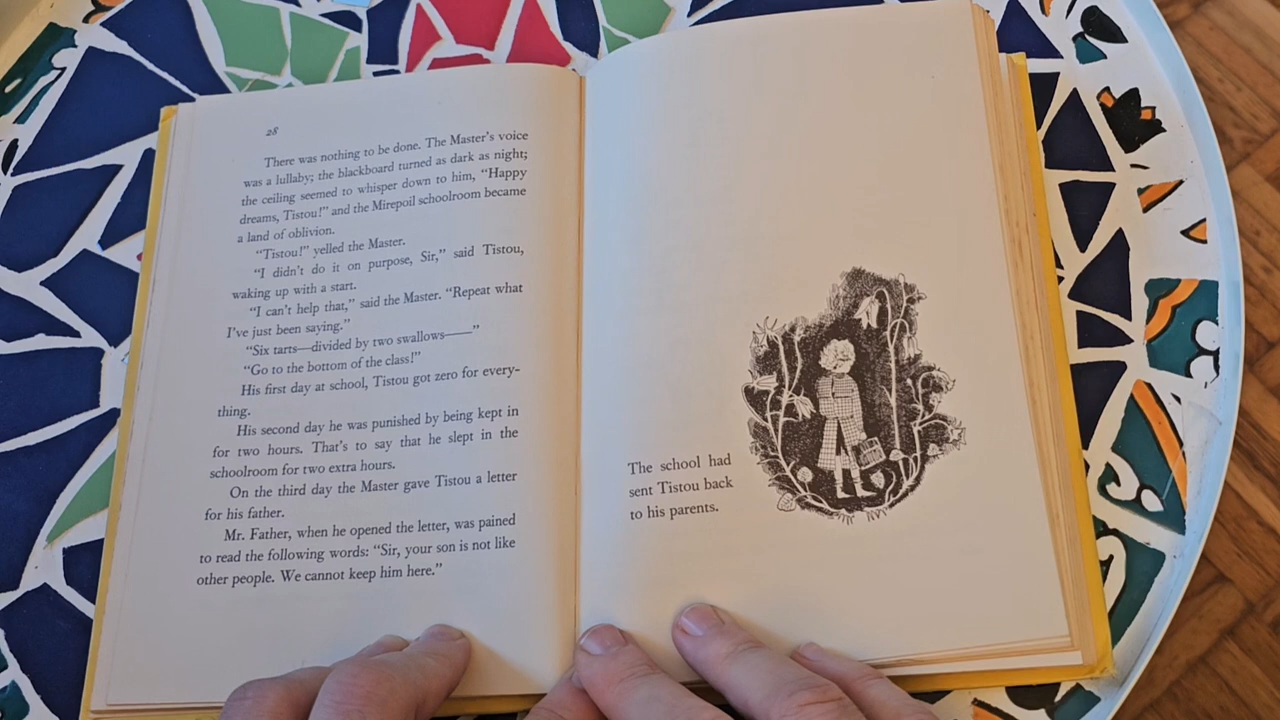 28
There was nothing to be done. The Master's voice
was a lullaby; the blackboard turned as dark as night;
the ceiling seemed to whisper down to him, “Happy
dreams, Tistou!” and the Mirepoil schoolroom became
a land of oblivion.
“Tistou!” yelled the Master.
“I didn't do it on purpose, Sir,” said Tistou,
waking up with a start.
“I can't help that,” said the Master. “Repeat what
I've just been saying.”
“Six tarts—divided by two swallows——”
“Go to the bottom of the class!”
His first day at school, Tistou got zero for every-
thing.
His second day he was punished by being kept in
for two hours. That's to say that he slept in the
schoolroom for two extra hours.
On the third day the Master gave Tistou a letter
for his father.
Mr. Father, when he opened the letter, was pained
to read the following words: “Sir, your son is not like
other people. We cannot keep him here.”
The school had
sent Tistou back
to his parents.